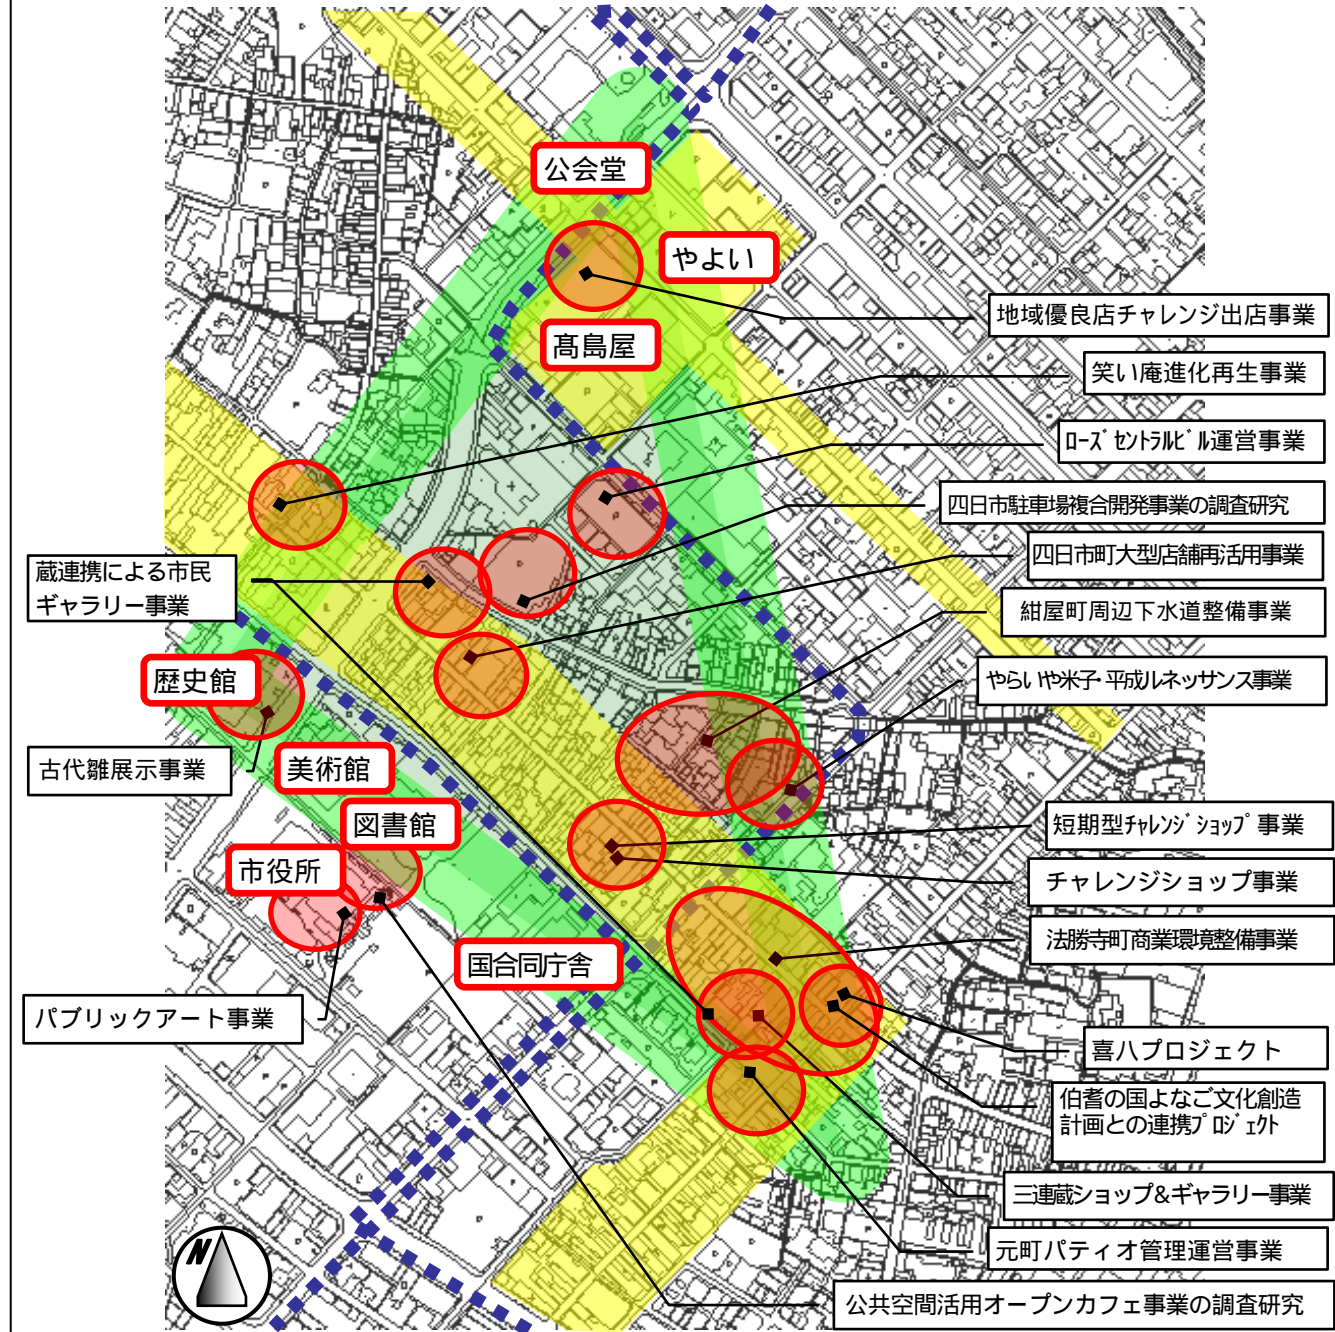 公会堂
やよい
髙島屋
地域優良店チャレンジ出店事業
笑い庵進化再生事業
ローズセントラルビル運営事業
四日市駐車場複合開発事業の調査研究
四日市町大型店舗再活用事業
紺屋町周辺下水道整備事業
やらいや米子・平成ルネッサンス事業
蔵連携による市民
ギャラリー事業
歴史館
古代雛展示事業
美術館
図書館
市役所
国合同庁舎
パブリックアート事業
短期型チャレンジショップ事業
チャレンジショップ事業
法勝寺町商業環境整備事業
喜八プロジェクト
伯耆の国よなご文化創造
計画との連携プロジェクト
三連蔵ショップ&ギャラリー事業
元町パティオ管理運営事業
公共空間活用オープンカフェ事業の調査研究
N